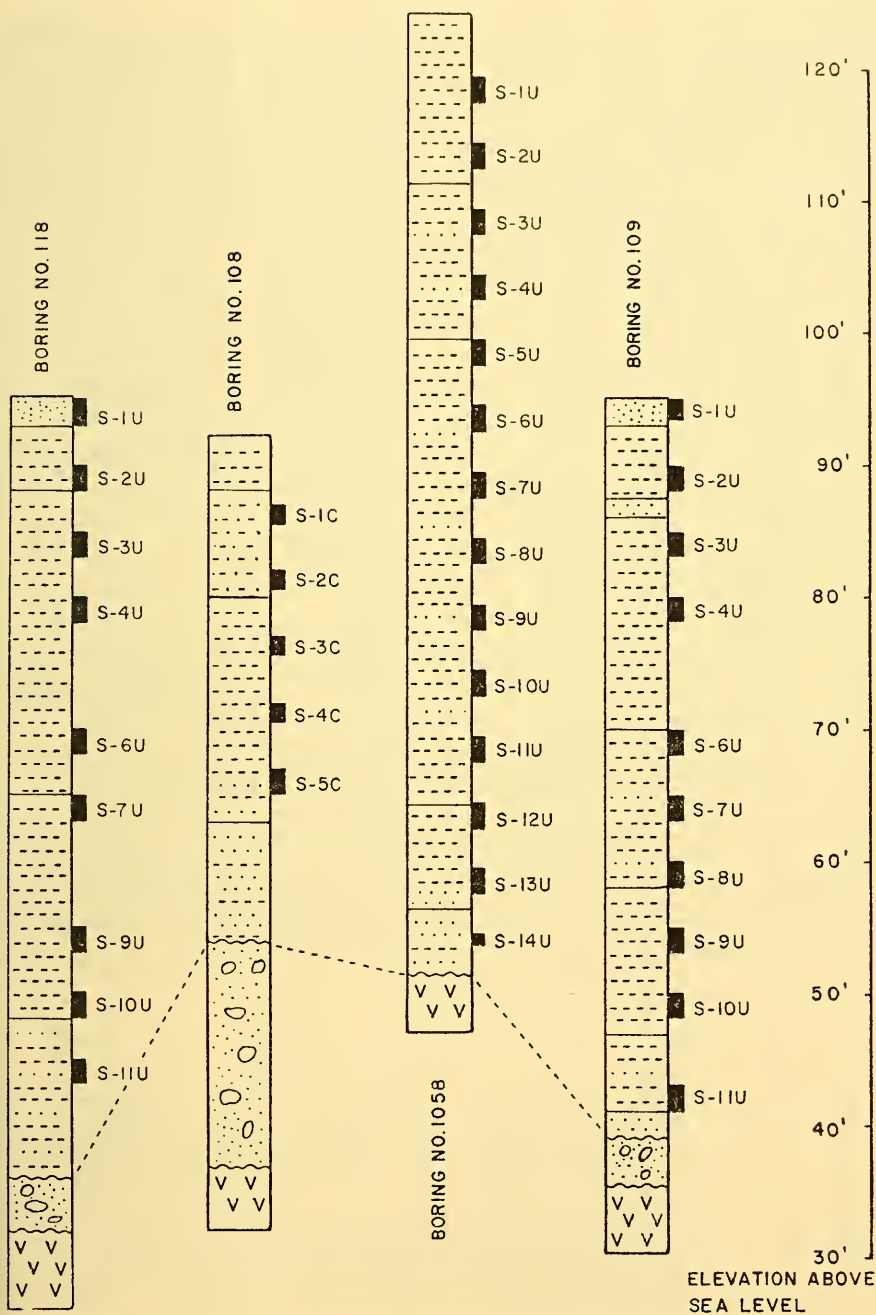 BORING NO. 118
S-1U
S-2U
S-3U
S-4U
S-6U
S-7U
S-9U
S-10U
S-11U
BORING NO. 108
S-1C
S-2C
S-3C
S-4C
S-5C
S-1U
S-2U
S-3U
S-4U
S-5U
S-6U
S-7U
S-8U
S-9U
S-10U
S-11U
S-12U
S-13U
S-14U
BORING NO. 1058
BORING NO. 109
S-1U
S-2U
S-3U
S-4U
S-6U
S-7U
S-8U
S-9U
S-10U
S-11U
120'
110'
100'
90'
80'
70'
60'
50'
40'
30'
ELEVATION ABOVE
SEA LEVEL